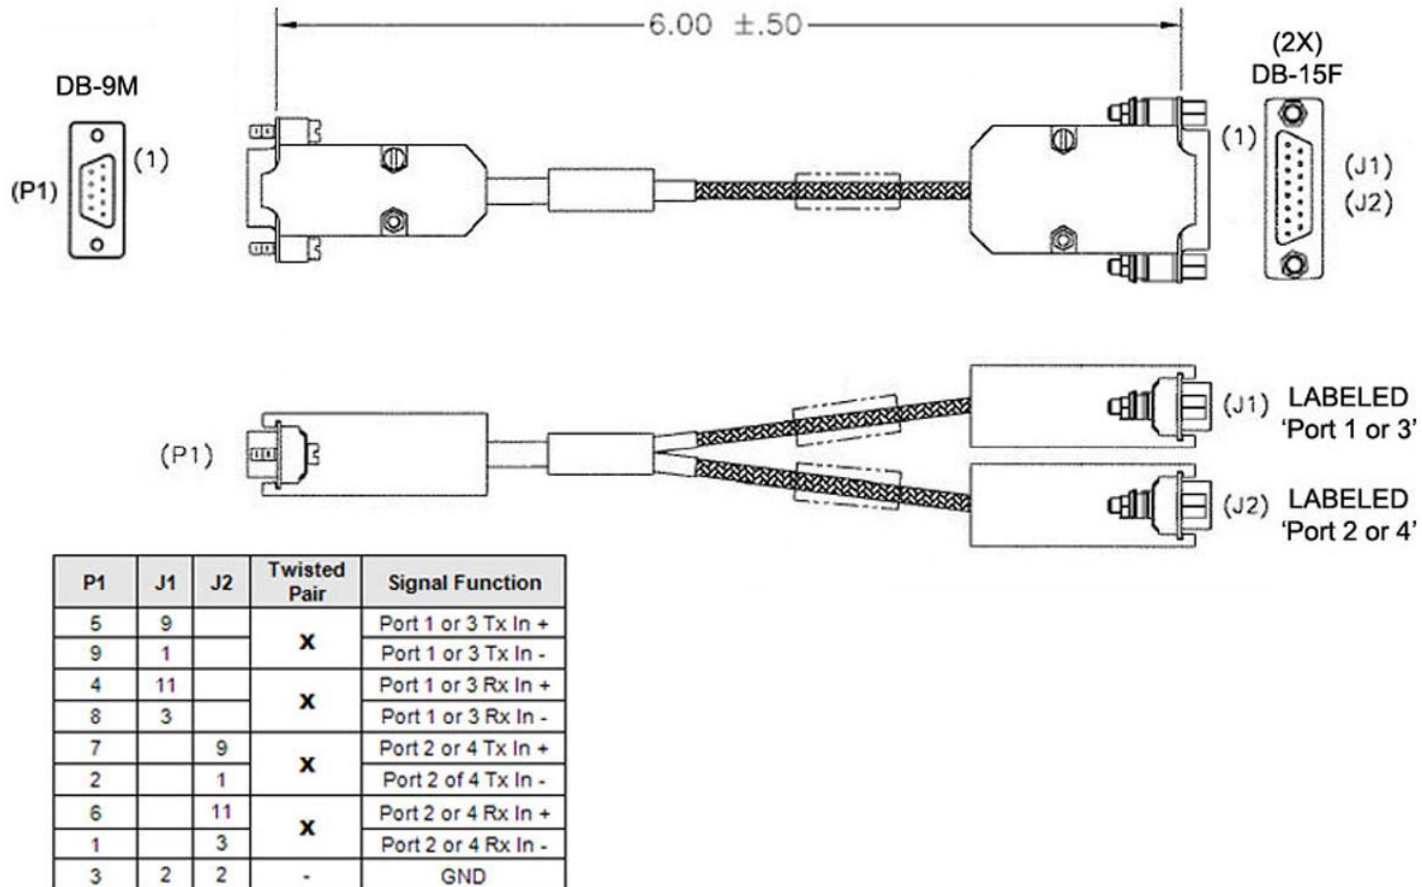 6.00 ±.50
(2X)
DB-15F
DB-9M
(1)
(P1)
(1)
(J1)
(J2)
(P1)
(J1) LABELED
'Port 1 or 3'
(J2) LABELED
'Port 2 or 4'
P1 J1 J2 Twisted Pair Signal Function
5 9 X Port 1 or 3 Tx In +
9 1 Port 1 or 3 Tx In -
4 11 X Port 1 or 3 Rx In +
8 3 Port 1 or 3 Rx In -
7 9 X Port 2 or 4 Tx In +
2 1 Port 2 of 4 Tx In -
6 11 X Port 2 or 4 Rx In +
1 3 Port 2 or 4 Rx In -
3 2 2 - GND